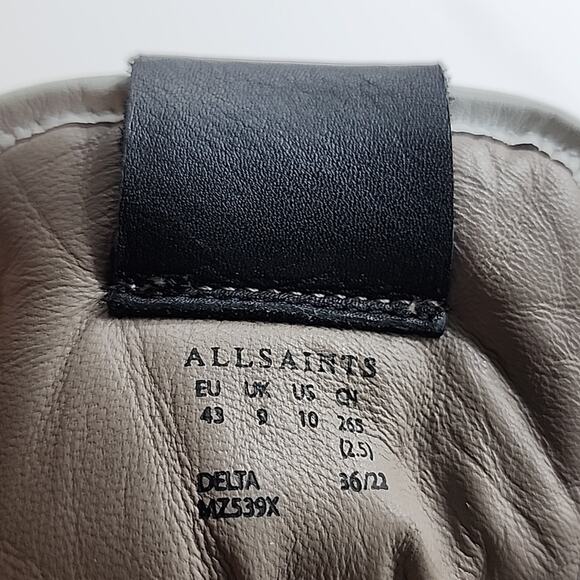 ALLSAINTS
EU UK US CN
43 9 10 265
(2.5)
DELTA 36/22
MZ539X